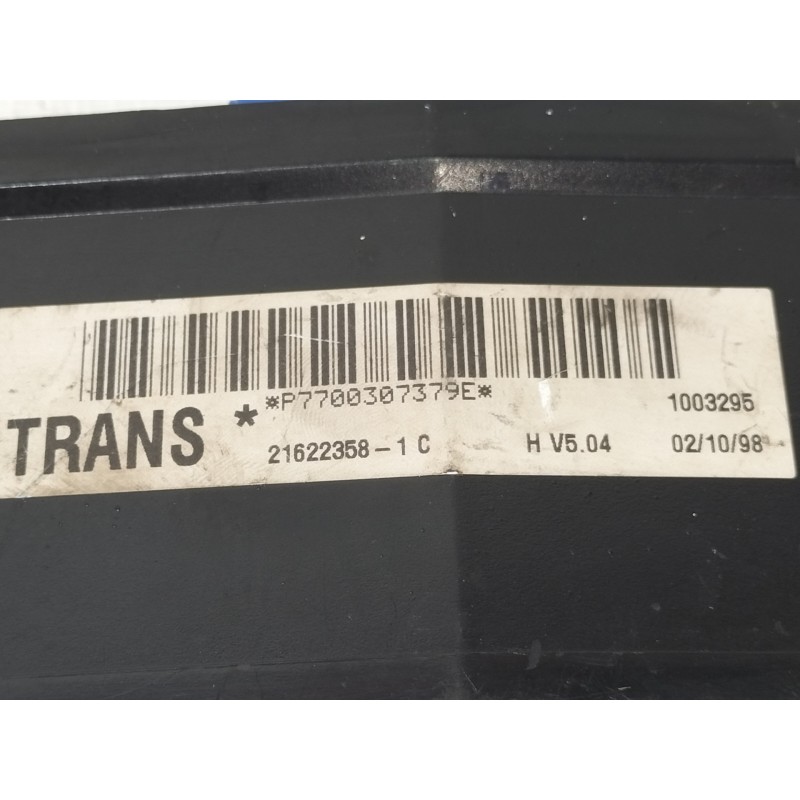 *P7700307379E*
1003295
TRANS *
21622358-1 C
H V5.04
02/10/98